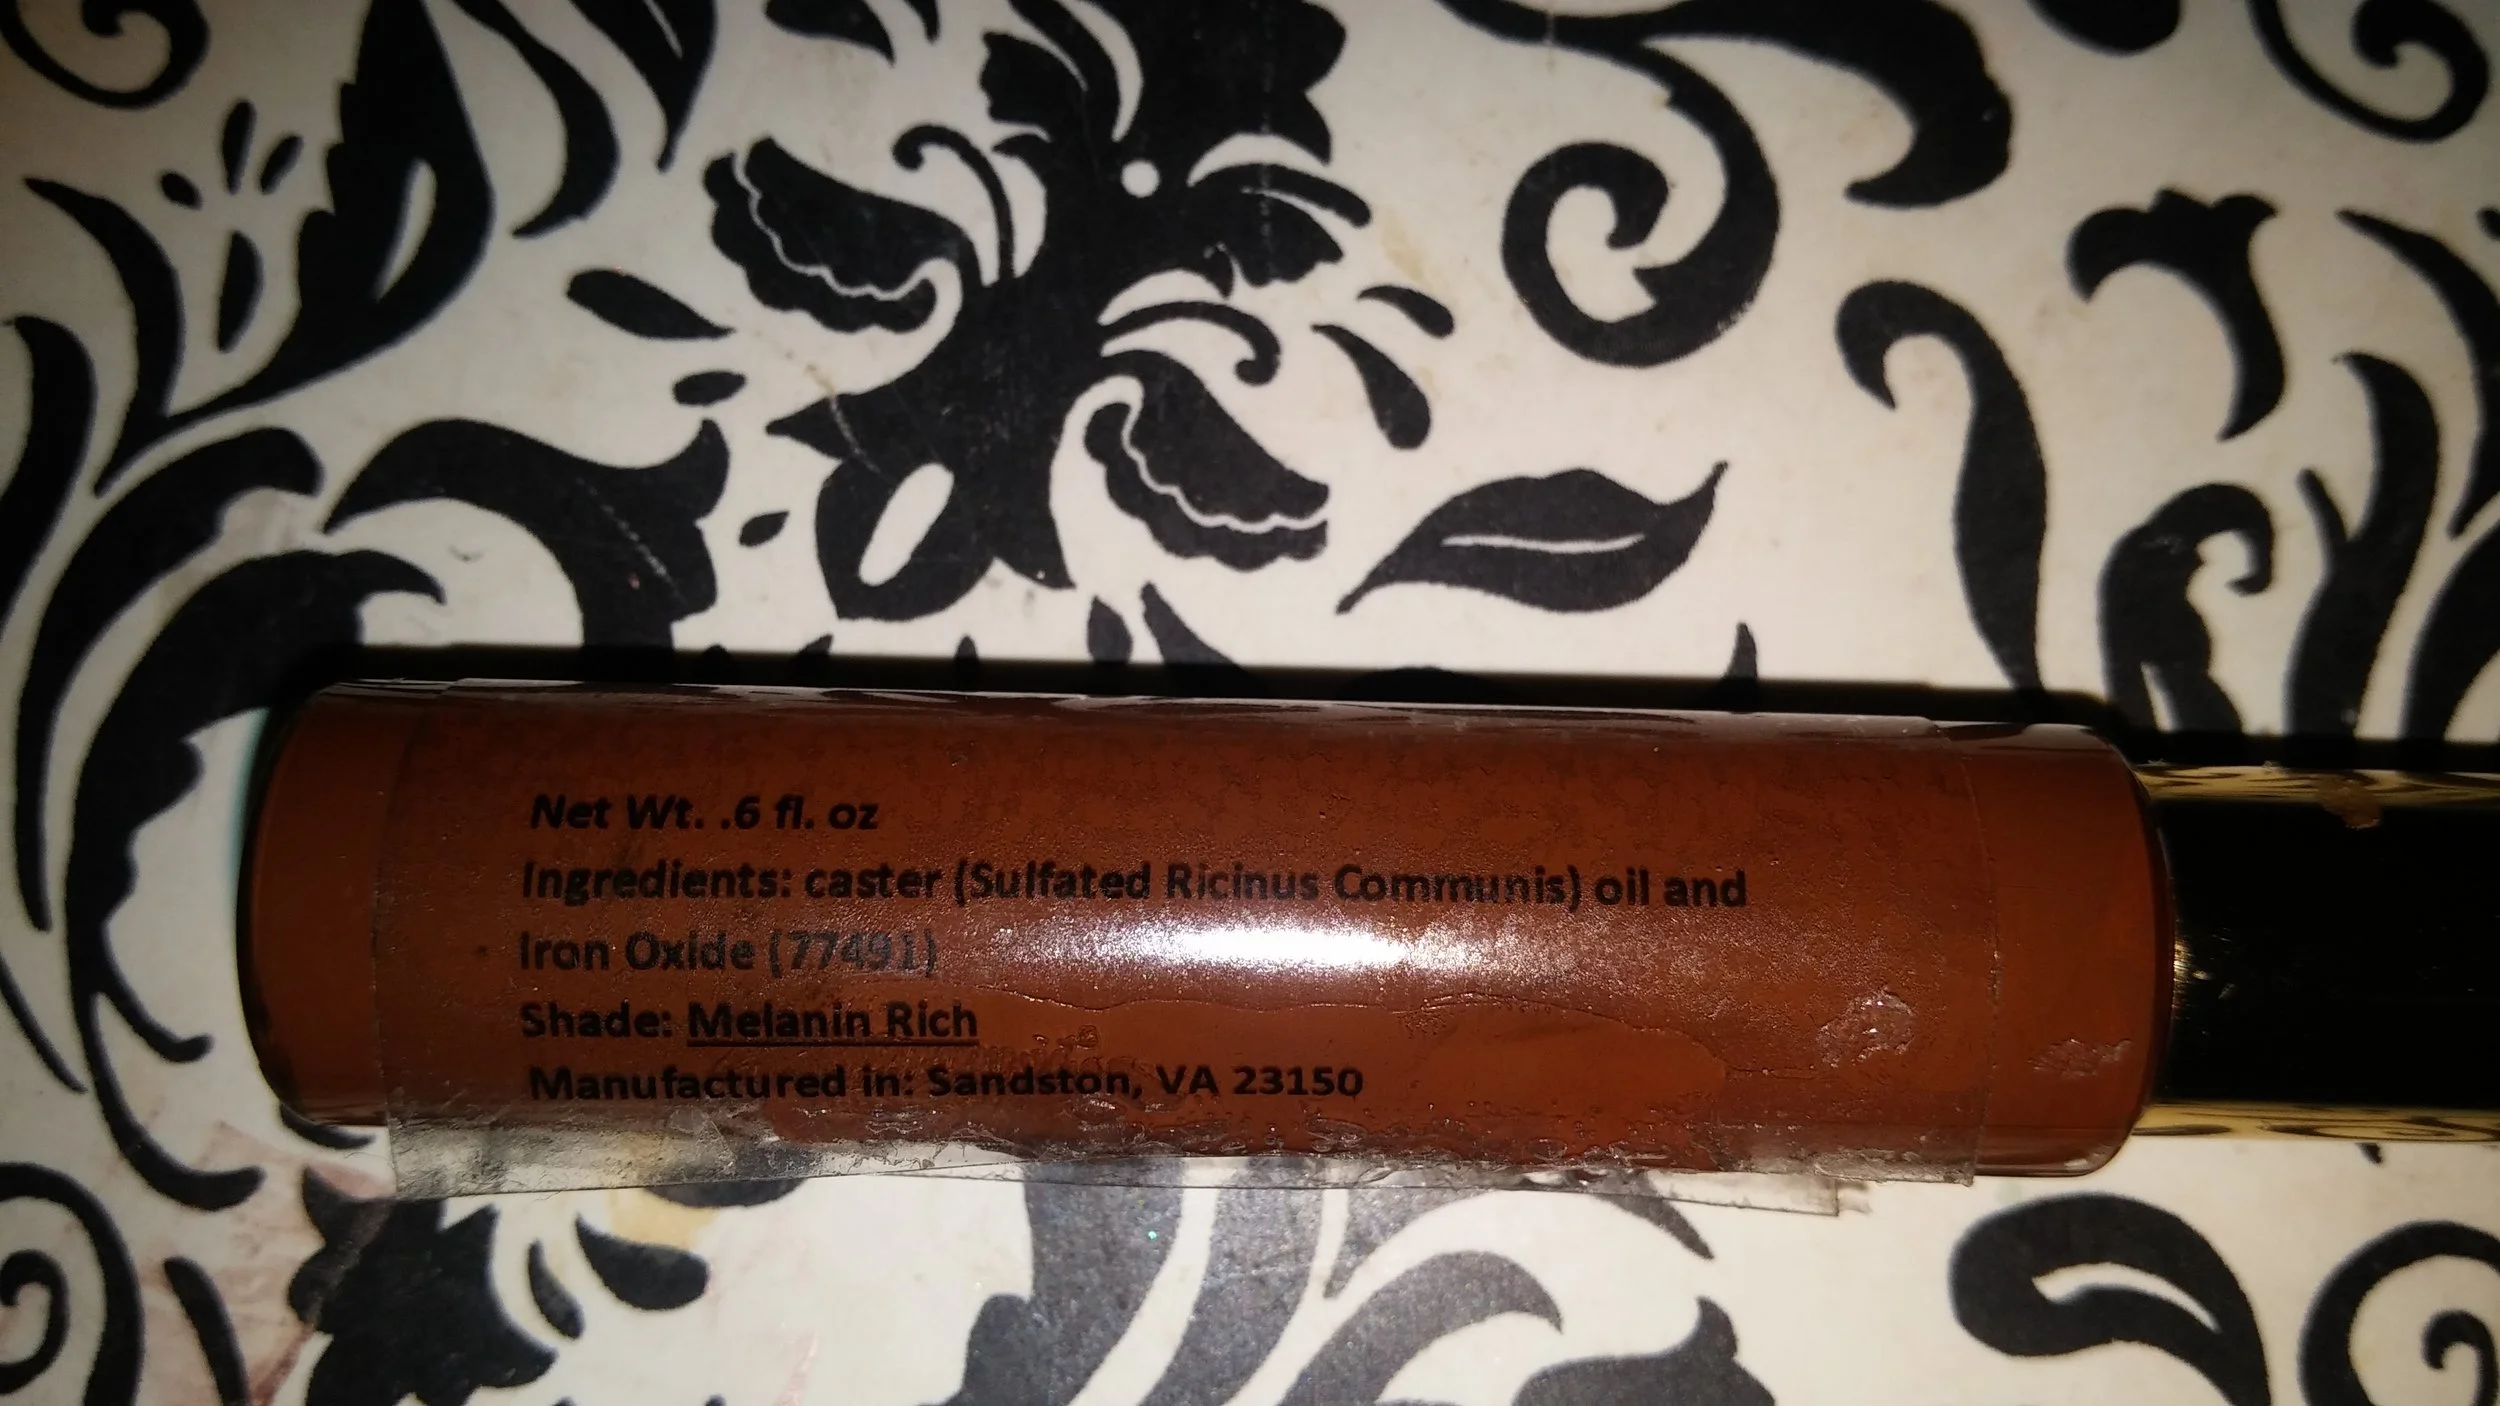 Net Wt. .6 fl. oz
Ingredients: caster (Sulfated Ricinus Communis) oil and
Iron Oxide (77491)
Shade: Melanin Rich
Manufactured in: Sandston, VA 23150